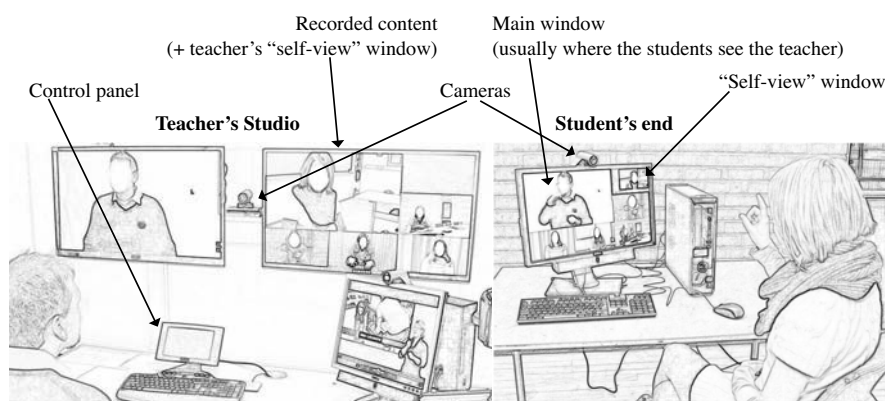 Recorded content
(+ teacher’s “self-view” window)
Main window
(usually where the students see the teacher)
Control panel
Cameras
“Self-view” window
Teacher’s Studio
Student’s end